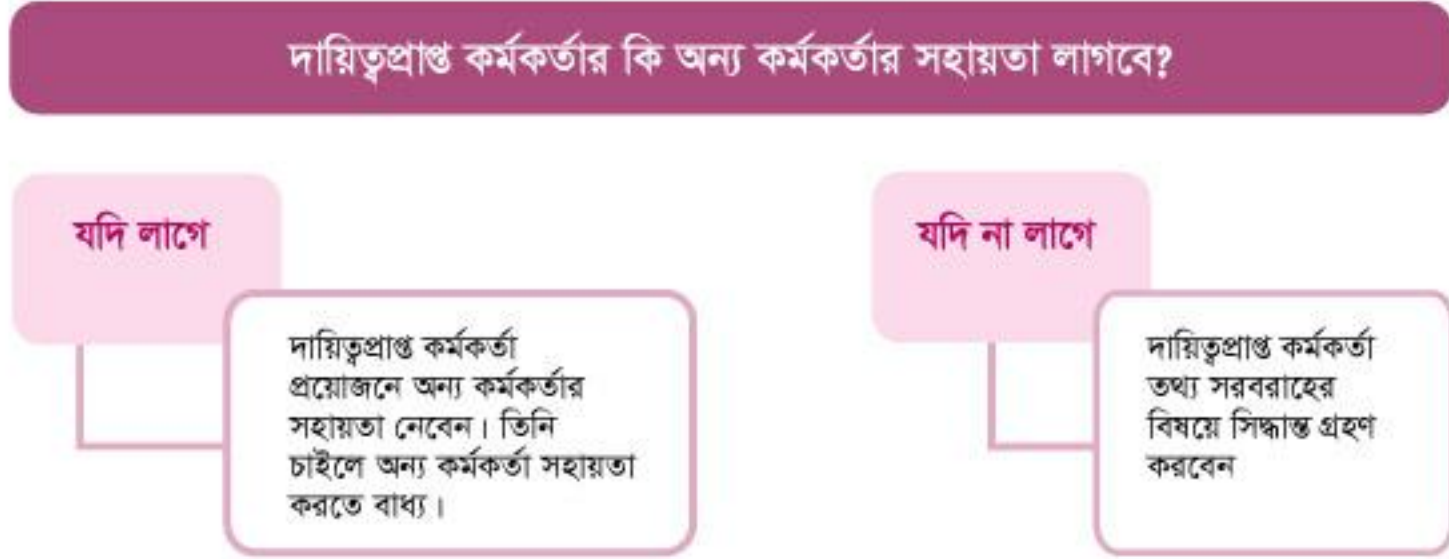 দায়িত্বপ্রাপ্ত কর্মকর্তার কি অন্য কর্মকর্তার সহায়তা লাগবে?
যদি লাগে
দায়িত্বপ্রাপ্ত কর্মকর্তা
প্রয়োজনে অন্য কর্মকর্তার
সহায়তা নেবেন। তিনি
চাইলে অন্য কর্মকর্তা সহায়তা
করতে বাধ্য।
যদি না লাগে
দায়িত্বপ্রাপ্ত কর্মকর্তা
তথ্য সরবরাহের
বিষয়ে সিদ্ধান্ত গ্রহণ
করবেন